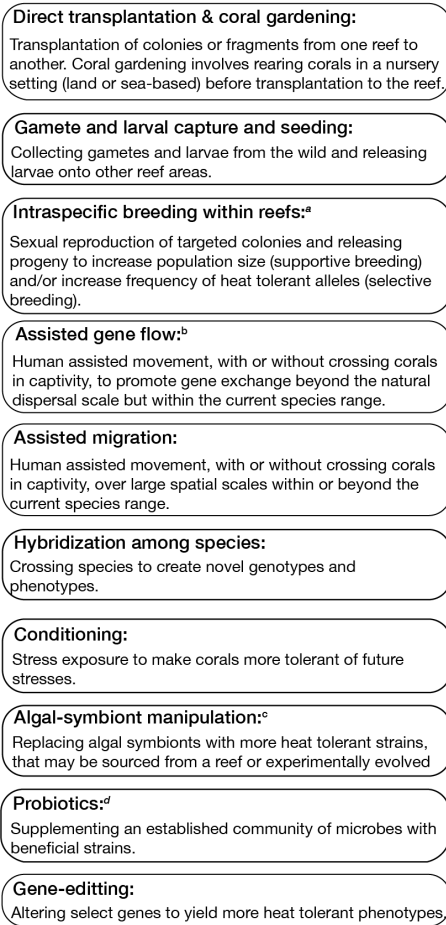 Direct transplantation & coral gardening:
Transplantation of colonies or fragments from one reef to
another. Coral gardening involves rearing corals in a nursery
setting (land or sea-based) before transplantation to the reef.
Gamete and larval capture and seeding:
Collecting gametes and larvae from the wild and releasing
larvae onto other reef areas.
Intraspecific breeding within reefs:a
Sexual reproduction of targeted colonies and releasing
progeny to increase population size (supportive breeding)
and/or increase frequency of heat tolerant alleles (selective
breeding).
Assisted gene flow:b
Human assisted movement, with or without crossing corals
in captivity, to promote gene exchange beyond the natural
dispersal scale but within the current species range.
Assisted migration:
Human assisted movement, with or without crossing corals
in captivity, over large spatial scales within or beyond the
current species range.
Hybridization among species:
Crossing species to create novel genotypes and
phenotypes.
Conditioning:
Stress exposure to make corals more tolerant of future
stresses.
Algal-symbiont manipulation:c
Replacing algal symbionts with more heat tolerant strains,
that may be sourced from a reef or experimentally evolved
Probiotics:d
Supplementing an established community of microbes with
beneficial strains.
Gene-editting:
Altering select genes to yield more heat tolerant phenotypes